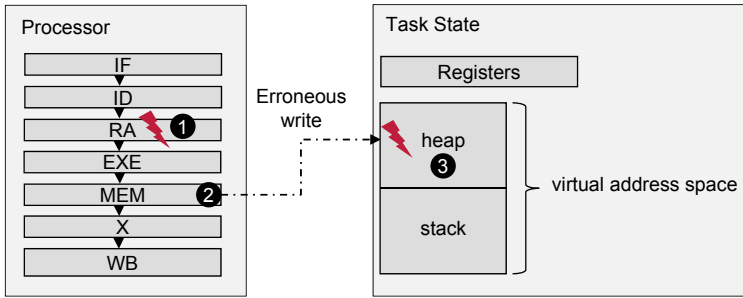 Processor
IF
ID
RA
1
EXE
MEM
2
X
WB
Erroneous
write
Task State
Registers
heap
3
stack
virtual address space